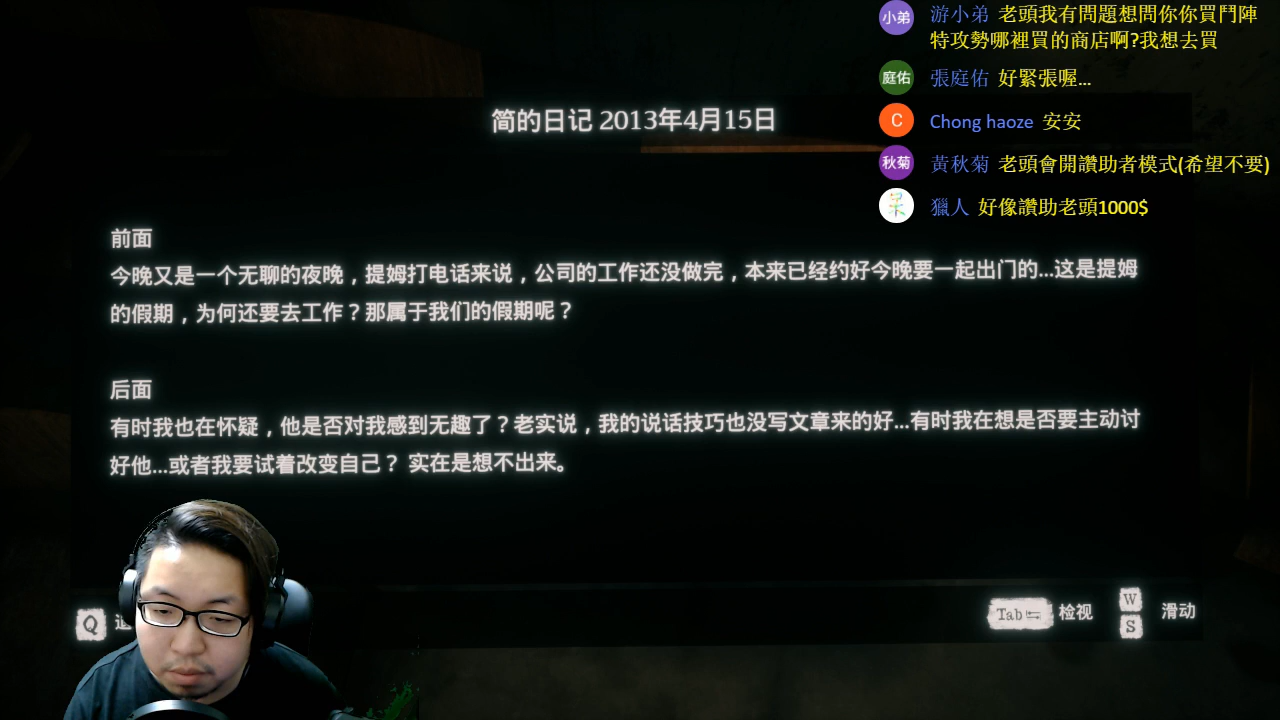 小弟 游小弟 老頭我有問題想問你你買鬥陣
特攻勢哪裡買的商店啊?我想去買
庭佑 張庭佑 好緊張喔...
C Chong haoze 安安
秋菊 黃秋菊 老頭會開讚助者模式(希望不要)
獵人 好像讚助老頭1000$
简的日记 2013年4月15日
前面
今晚又是一个无聊的夜晚，提姆打电话来说，公司的工作还没做完，本来已经约好今晚要一起出门的...这是提姆
的假期，为何还要去工作？那属于我们的假期呢？
后面
有时我也在怀疑，他是否对我感到无趣了？老实说，我的说话技巧也没写文章来的好...有时我在想是否要主动讨
好他...或者我要试着改变自己？ 实在是想不出来。
Q
Tab 检视
W
S
滑动